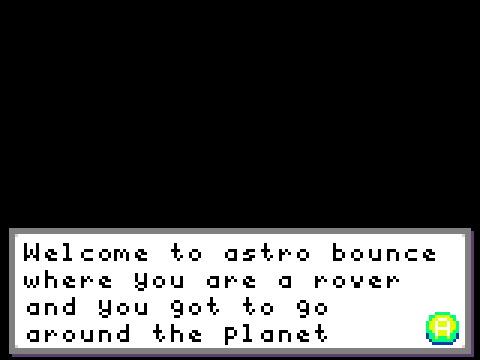 Welcome to astro bounce
where you are a rover
and you got to go
around the planet
A